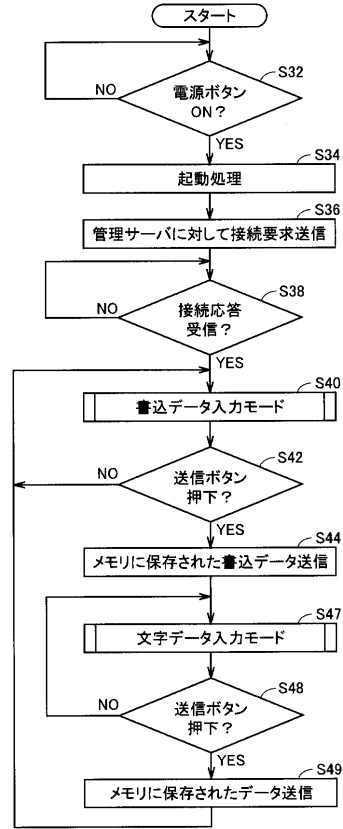 スタート
S32
電源ボタン
ON?
NO
YES
S34
起動処理
S36
管理サーバに対して接続要求送信
S38
接続応答
受信?
NO
YES
S40
書込データ入力モード
S42
送信ボタン
押下?
NO
YES
S44
メモリに保存された書込データ送信
S47
文字データ入力モード
S48
送信ボタン
押下?
NO
YES
S49
メモリに保存されたデータ送信